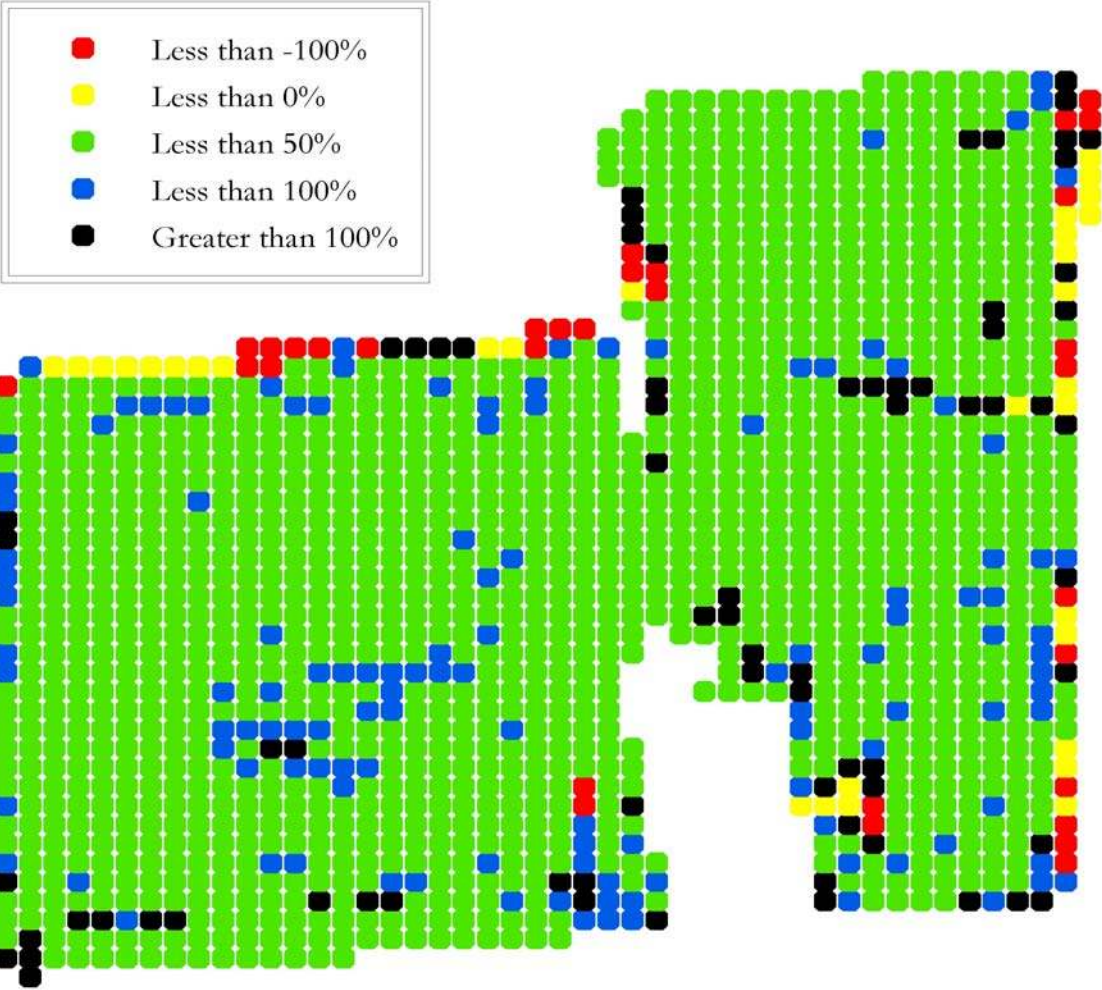 Less than -100%
Less than 0%
Less than 50%
Less than 100%
Greater than 100%